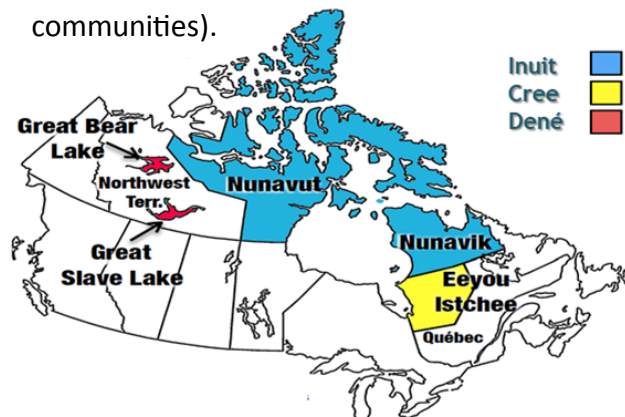 communities).
Inuit
Cree
Dené
Great Bear
Lake
Northwest
Terr.
Nunavut
Great
Slave Lake
Nunavik
Eeyou
Istchee
Québec